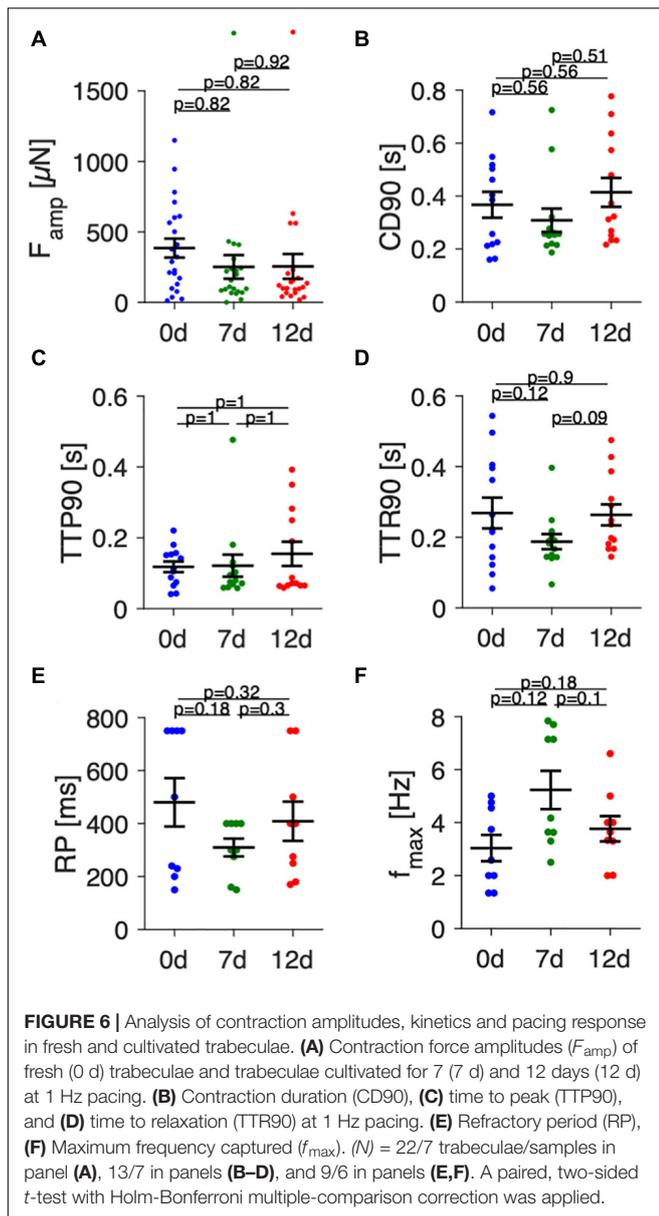 A
p=0.92
p=0.82
p=0.82
1500
1000
500
0
F amp [µN]
0d 7d 12d
B
p=0.51
p=0.56
p=0.56
0.8
0.6
0.4
0.2
0
CD90 [s]
0d 7d 12d
C
p=1
p=1 p=1
0.6
0.4
0.2
0
TTP90 [s]
0d 7d 12d
D
p=0.9
p=0.12
p=0.09
0.6
0.4
0.2
0
TTR90 [s]
0d 7d 12d
E
p=0.32
p=0.18 p=0.3
800
600
400
200
0
RP [ms]
0d 7d 12d
F
p=0.18
p=0.12 p=0.1
8
6
4
2
0
f max [Hz]
0d 7d 12d
FIGURE 6 | Analysis of contraction amplitudes, kinetics and pacing response
in fresh and cultivated trabeculae. (A) Contraction force amplitudes (Famp) of
fresh (0 d) trabeculae and trabeculae cultivated for 7 (7 d) and 12 days (12 d)
at 1 Hz pacing. (B) Contraction duration (CD90), (C) time to peak (TTP90),
and (D) time to relaxation (TTR90) at 1 Hz pacing. (E) Refractory period (RP),
(F) Maximum frequency captured (fmax). (N) = 22/7 trabeculae/samples in
panel (A), 13/7 in panels (B–D), and 9/6 in panels (E,F). A paired, two-sided
t-test with Holm-Bonferroni multiple-comparison correction was applied.